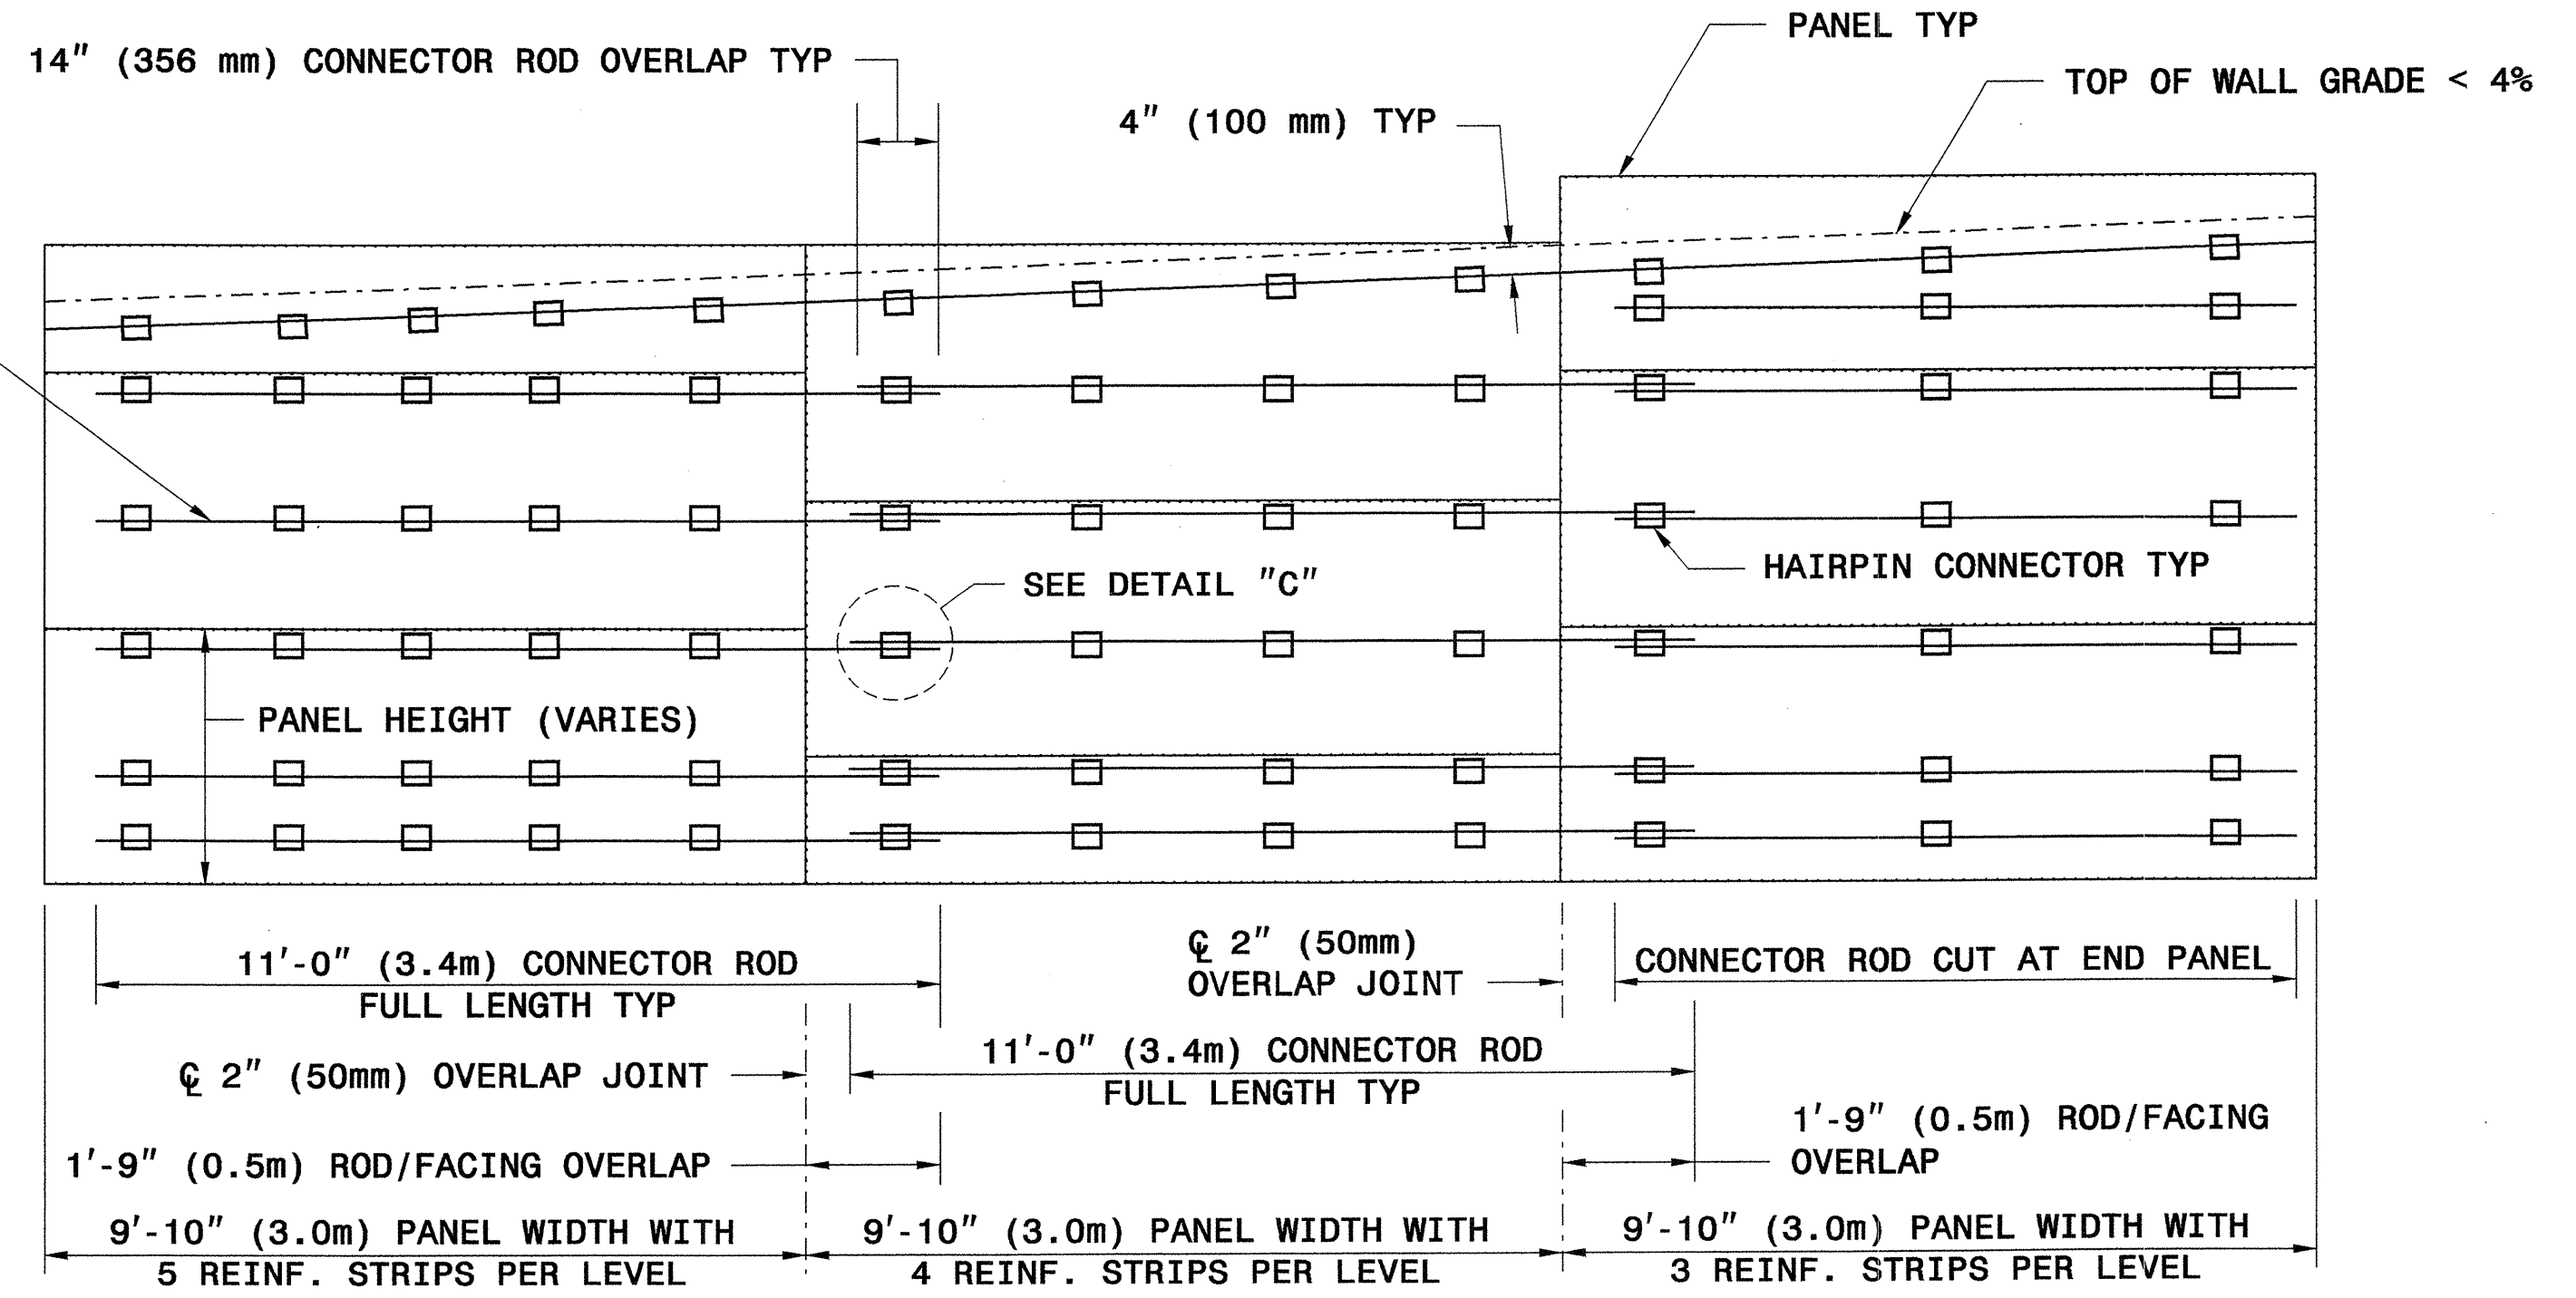 PANEL TYP
14" (356 mm) CONNECTOR ROD OVERLAP TYP
TOP OF WALL GRADE < 4%
4" (100 mm) TYP
HAIRPIN CONNECTOR TYP
SEE DETAIL "C"
PANEL HEIGHT (VARIES)
11'-0" (3.4m) CONNECTOR ROD
FULL LENGTH TYP
℄ 2" (50mm)
OVERLAP JOINT
CONNECTOR ROD CUT AT END PANEL
11'-0" (3.4m) CONNECTOR ROD
FULL LENGTH TYP
℄ 2" (50mm) OVERLAP JOINT
1'-9" (0.5m) ROD/FACING
OVERLAP
1'-9" (0.5m) ROD/FACING OVERLAP
9'-10" (3.0m) PANEL WIDTH WITH
5 REINF. STRIPS PER LEVEL
9'-10" (3.0m) PANEL WIDTH WITH
4 REINF. STRIPS PER LEVEL
9'-10" (3.0m) PANEL WIDTH WITH
3 REINF. STRIPS PER LEVEL